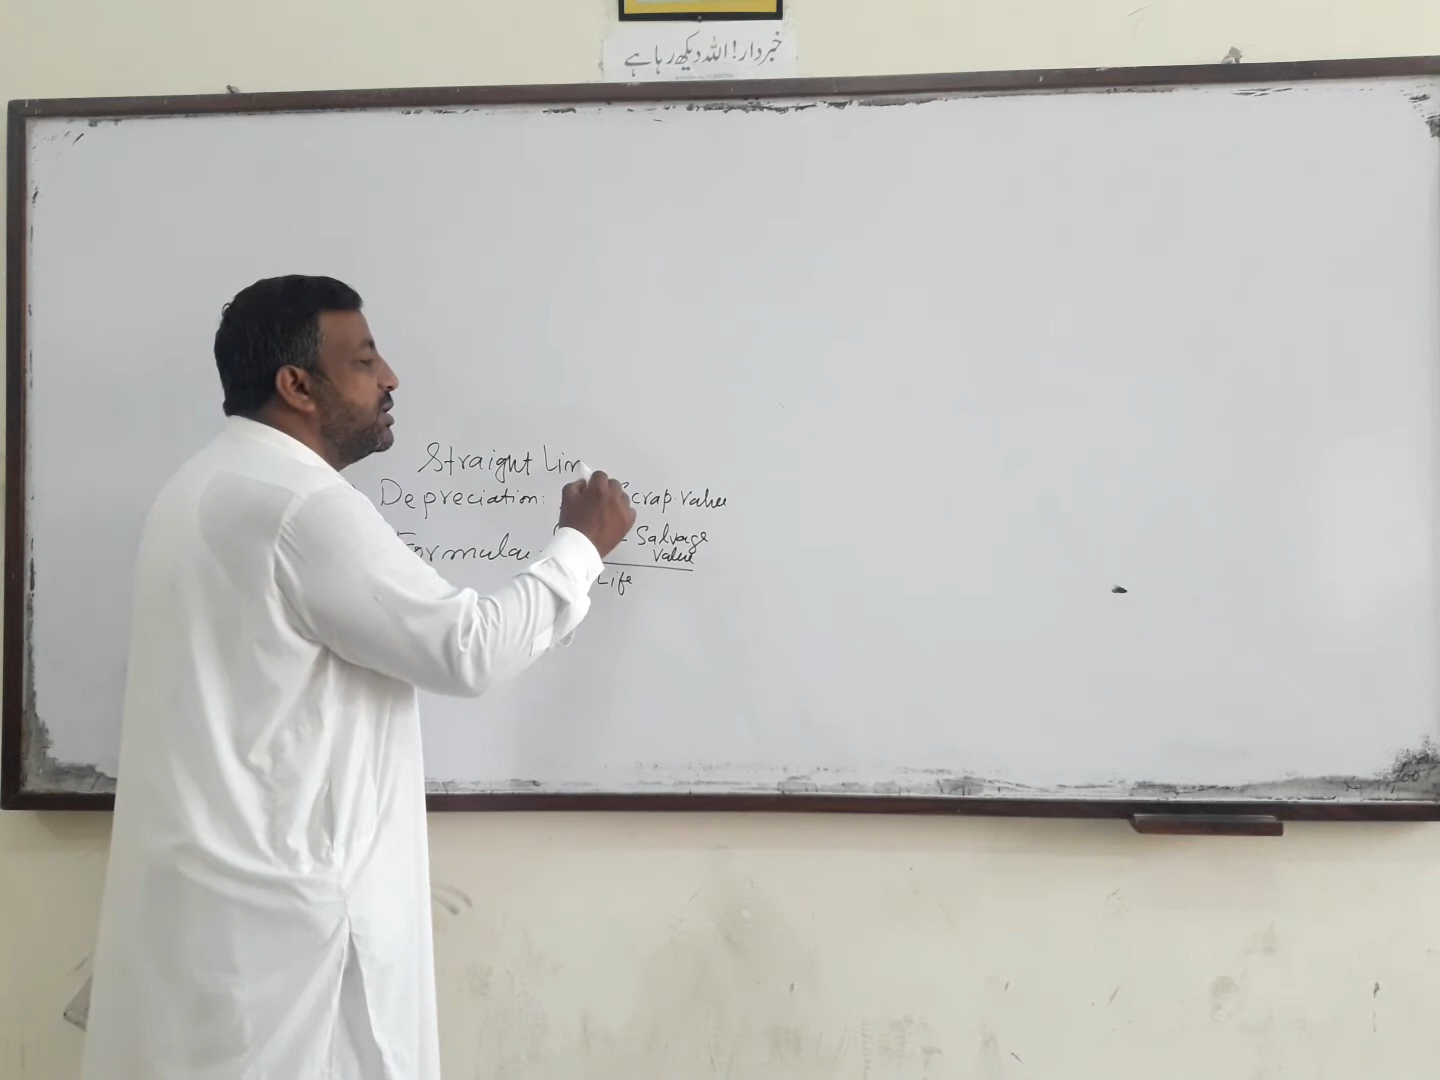 خبردار! اللہ دیکھ رہا ہے
Straight Lin
Depreciation: Scrap value
Formula: - Salvage
Value
Life